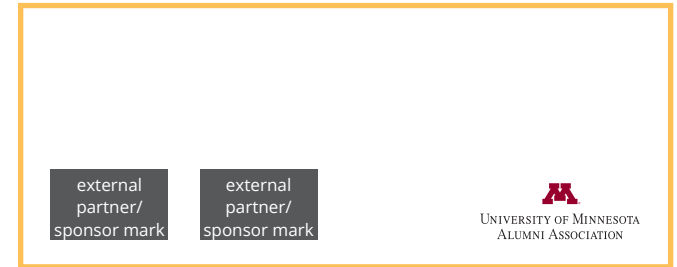 external
partner/
sponsor mark
external
partner/
sponsor mark
M
University of Minnesota
Alumni Association